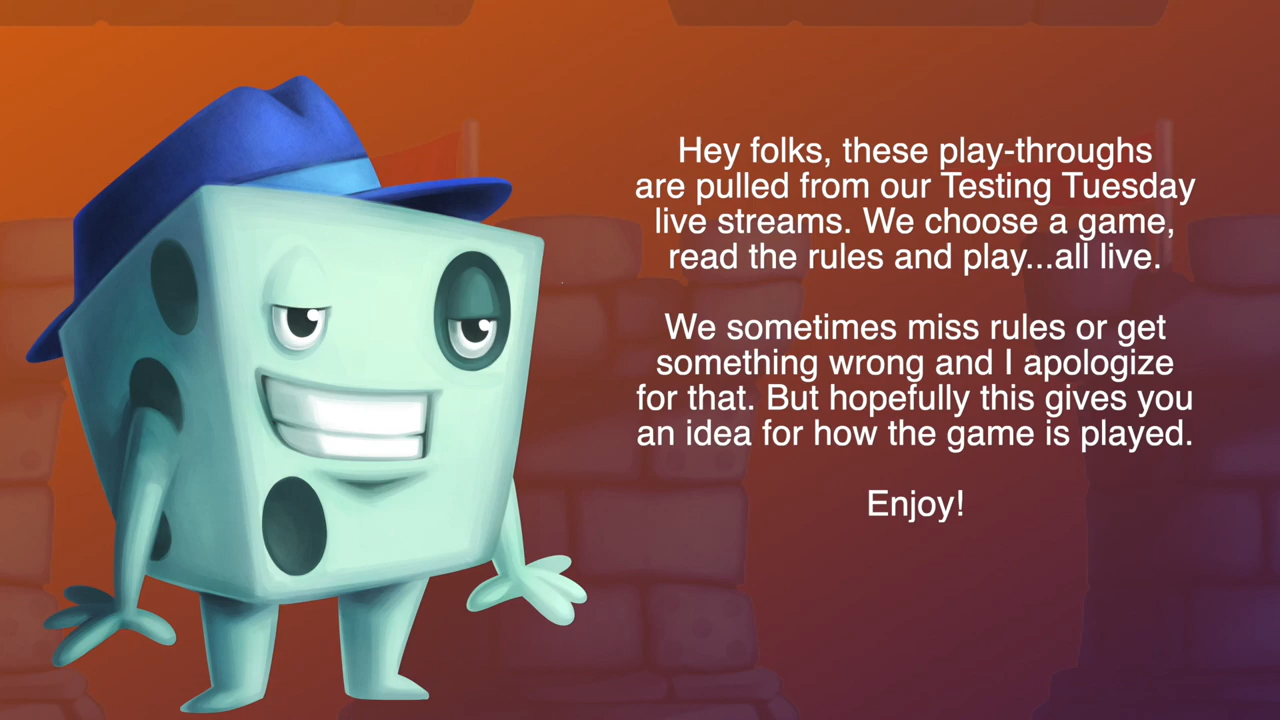 Hey folks, these play-throughs
are pulled from our Testing Tuesday
live streams. We choose a game,
read the rules and play...all live.
We sometimes miss rules or get
something wrong and I apologize
for that. But hopefully this gives you
an idea for how the game is played.
Enjoy!